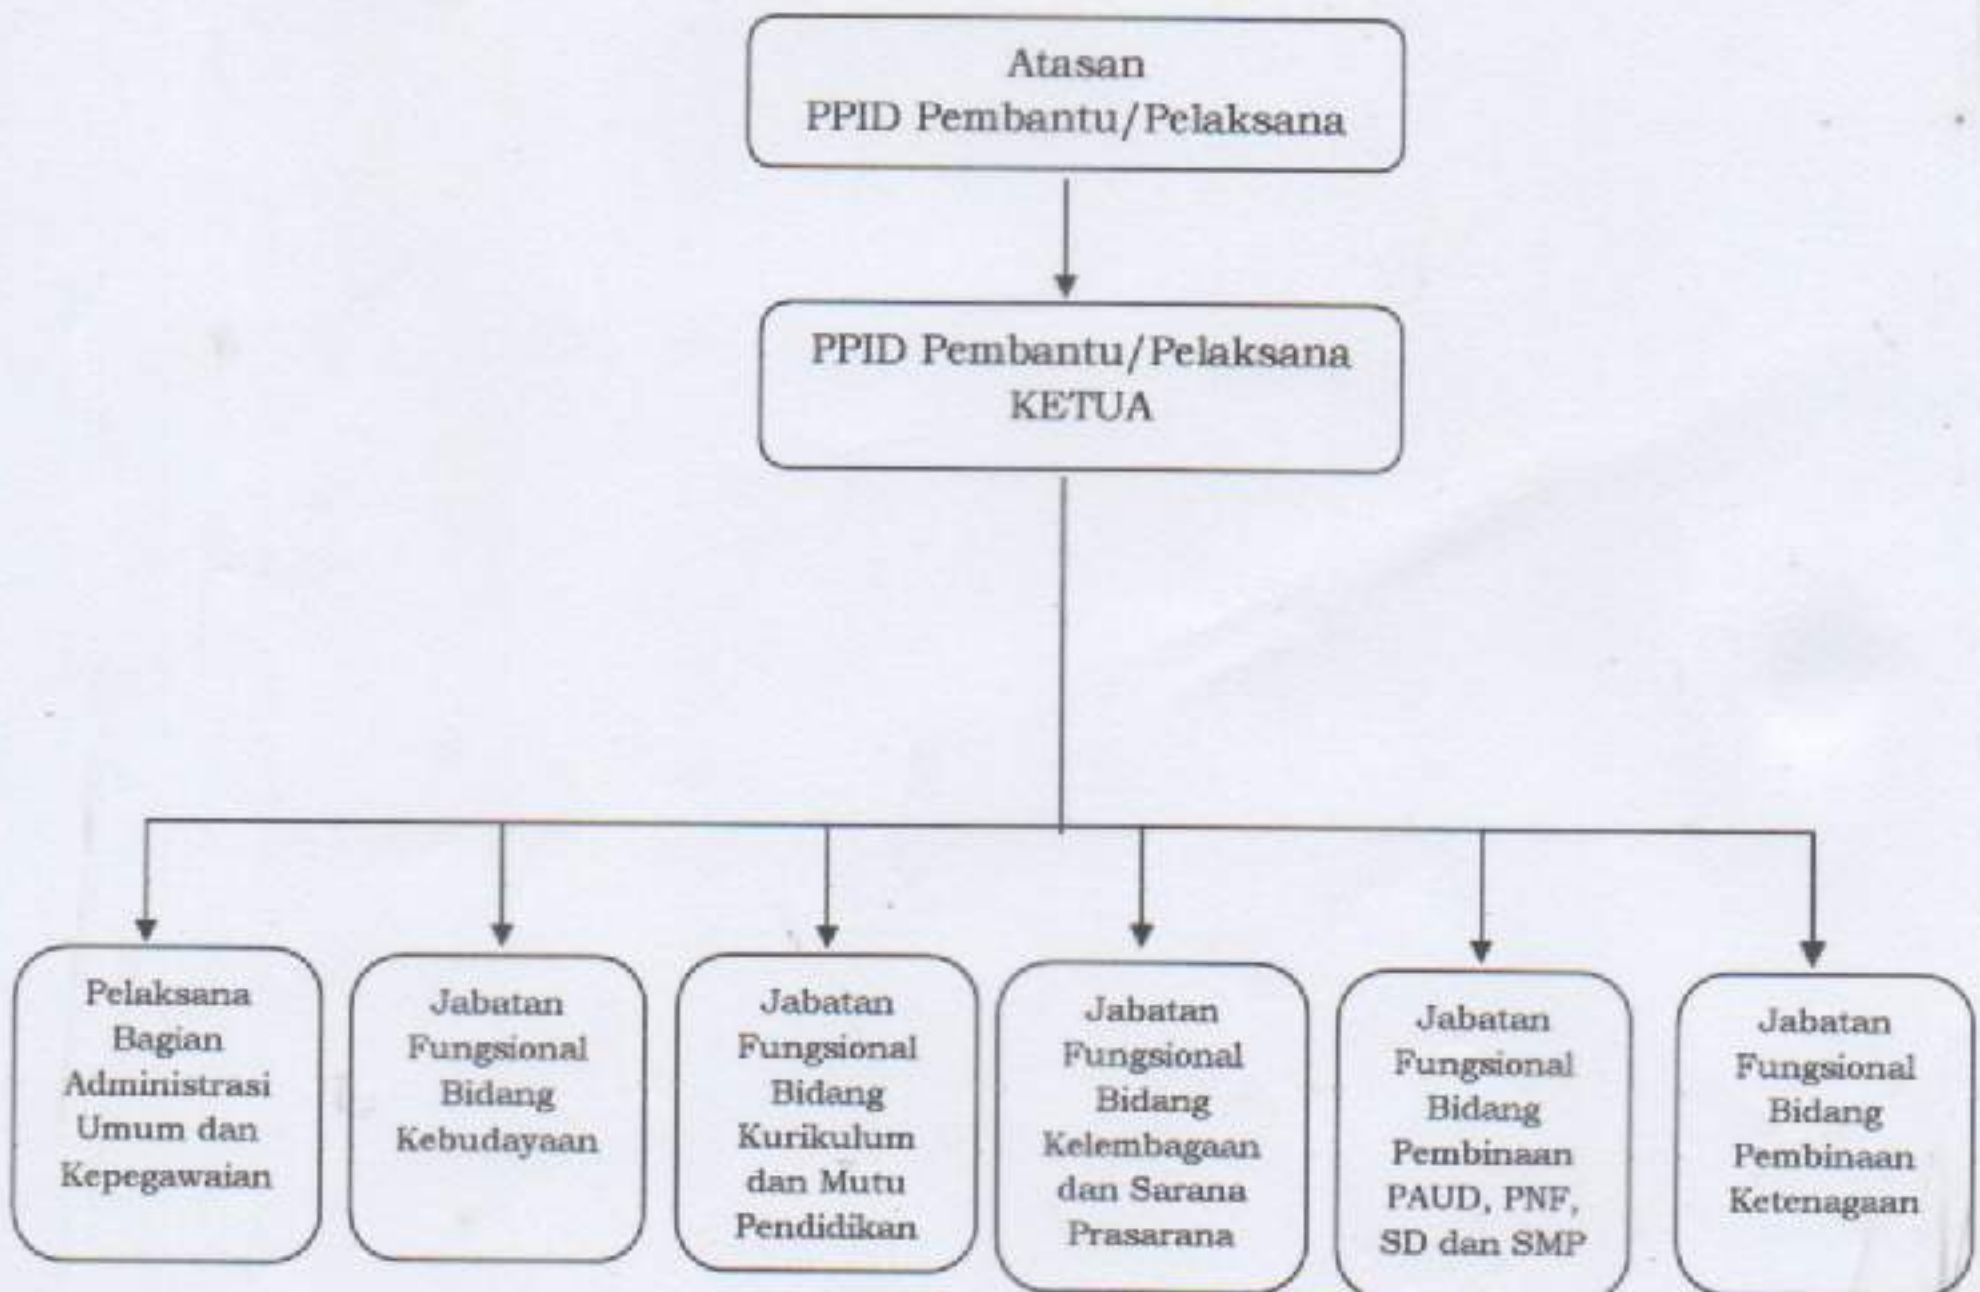 Atasan
PPID Pembantu/Pelaksana
PPID Pembantu/Pelaksana
KETUA
Pelaksana
Bagian
Administrasi
Umum dan
Kepegawaian
Jabatan
Fungsional
Bidang
Kebudayaan
Jabatan
Fungsional
Bidang
Kurikulum
dan Mutu
Pendidikan
Jabatan
Fungsional
Bidang
Kelembagaan
dan Sarana
Prasarana
Jabatan
Fungsional
Bidang
Pembinaan
PAUD, PNF,
SD dan SMP
Jabatan
Fungsional
Bidang
Pembinaan
Ketenagaan